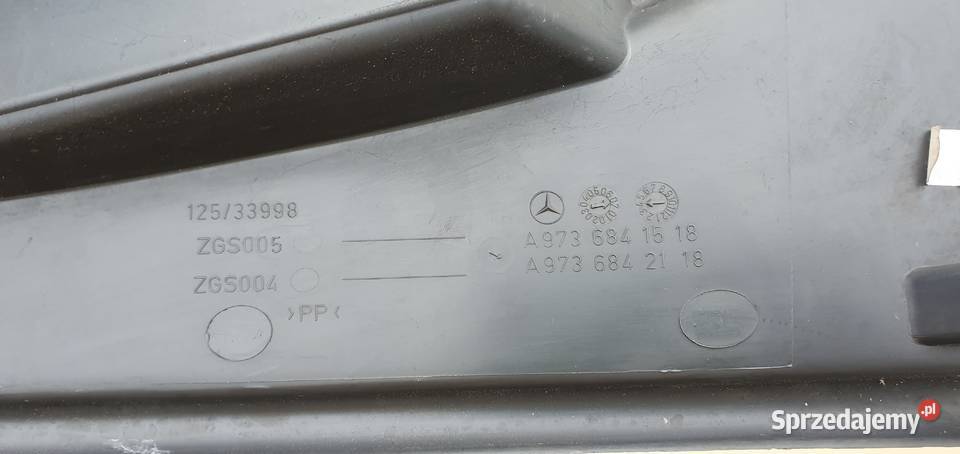 125/33998
ZGS005
ZGS004
>PP<
A 973 684 15 18
A 973 684 21 18
Sprzedajemy.pl